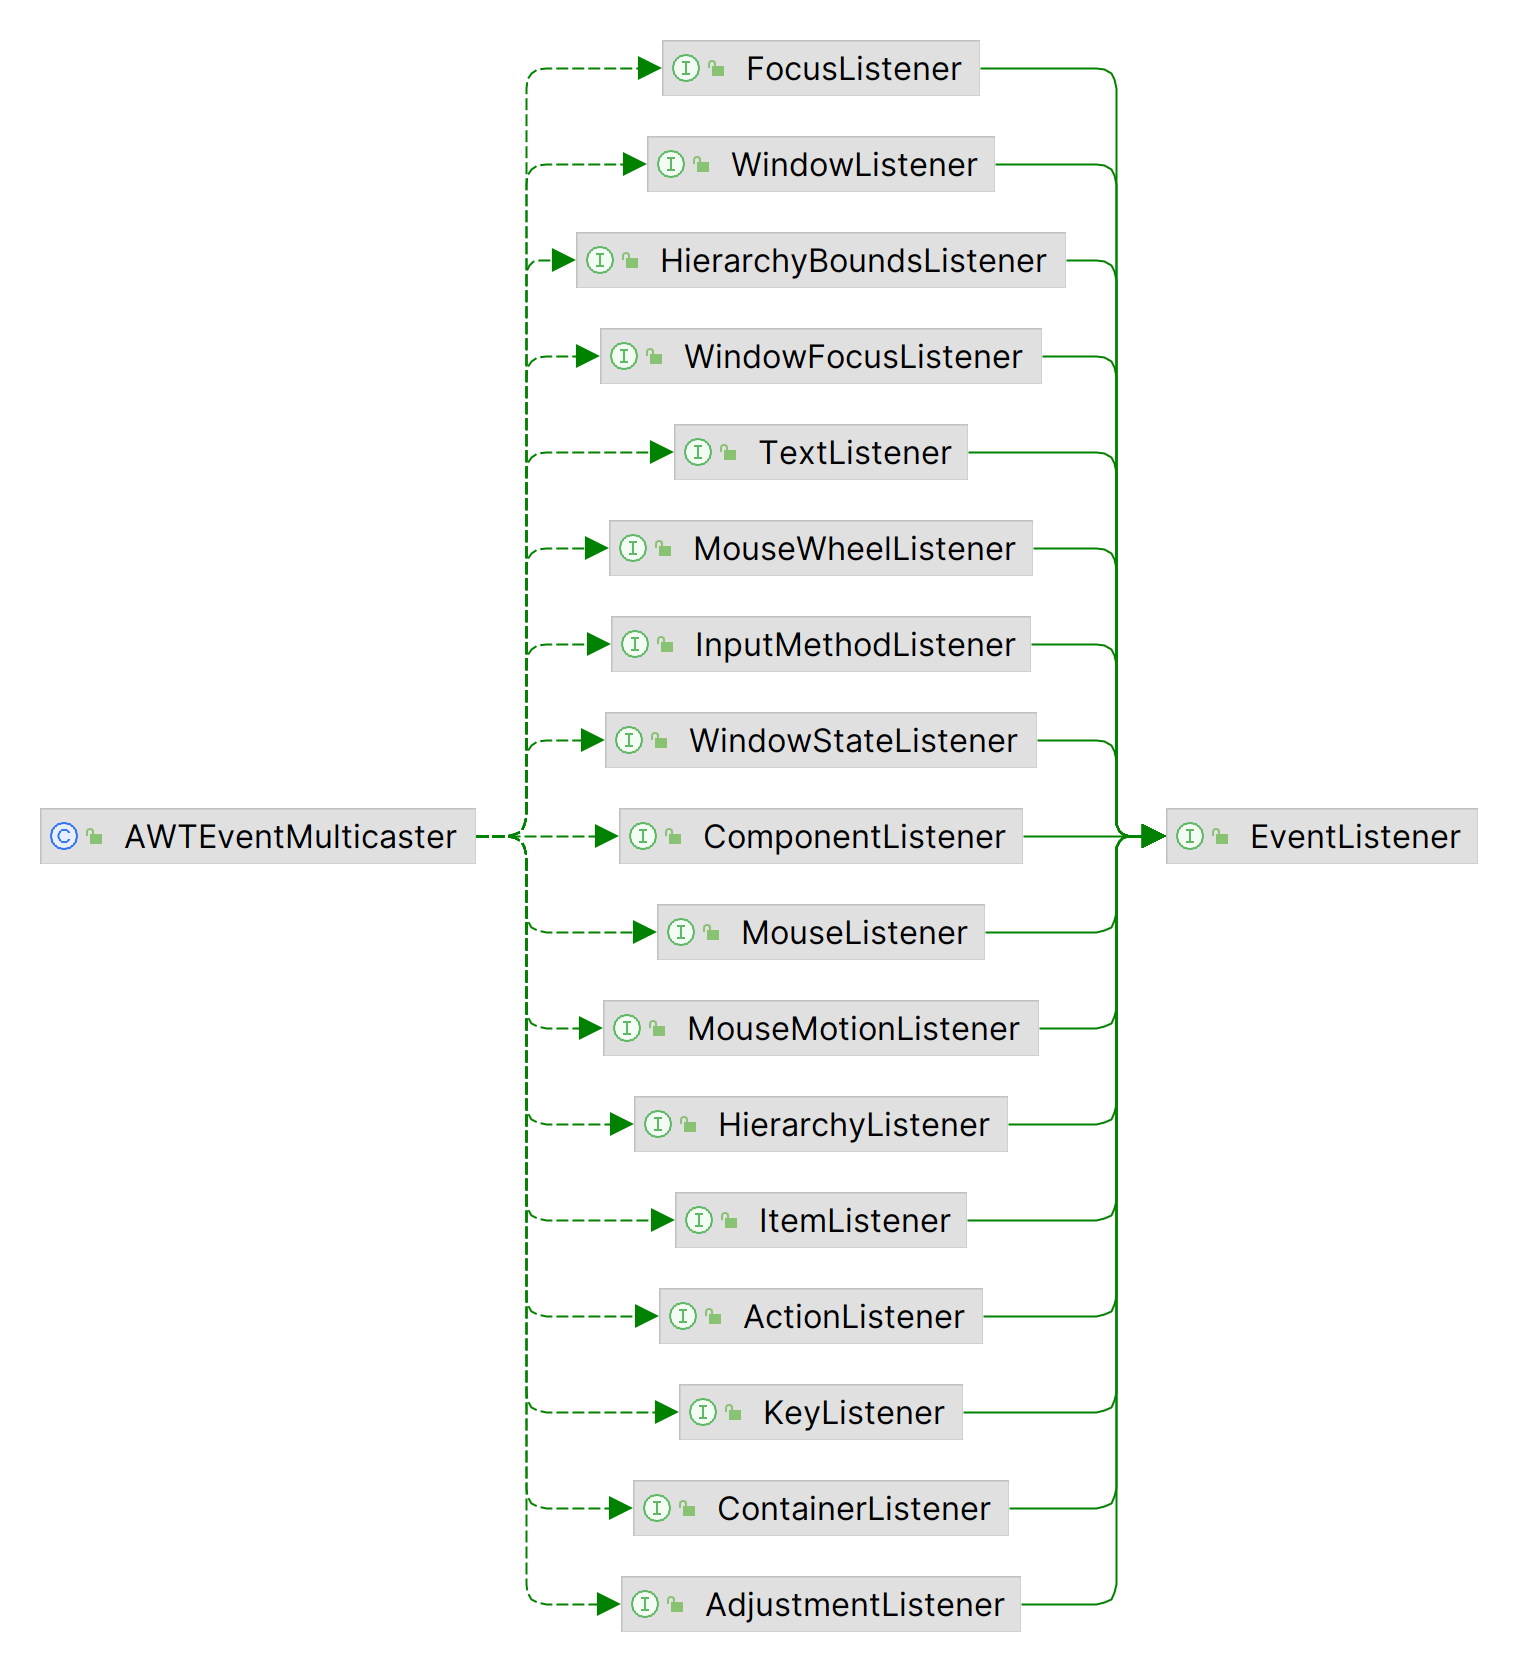 FocusListener
WindowListener
HierarchyBoundsListener
WindowFocusListener
TextListener
MouseWheelListener
InputMethodListener
WindowStateListener
C AWTEventMulticaster
ComponentListener
I EventListener
MouseListener
MouseMotionListener
HierarchyListener
ItemListener
ActionListener
KeyListener
ContainerListener
AdjustmentListener